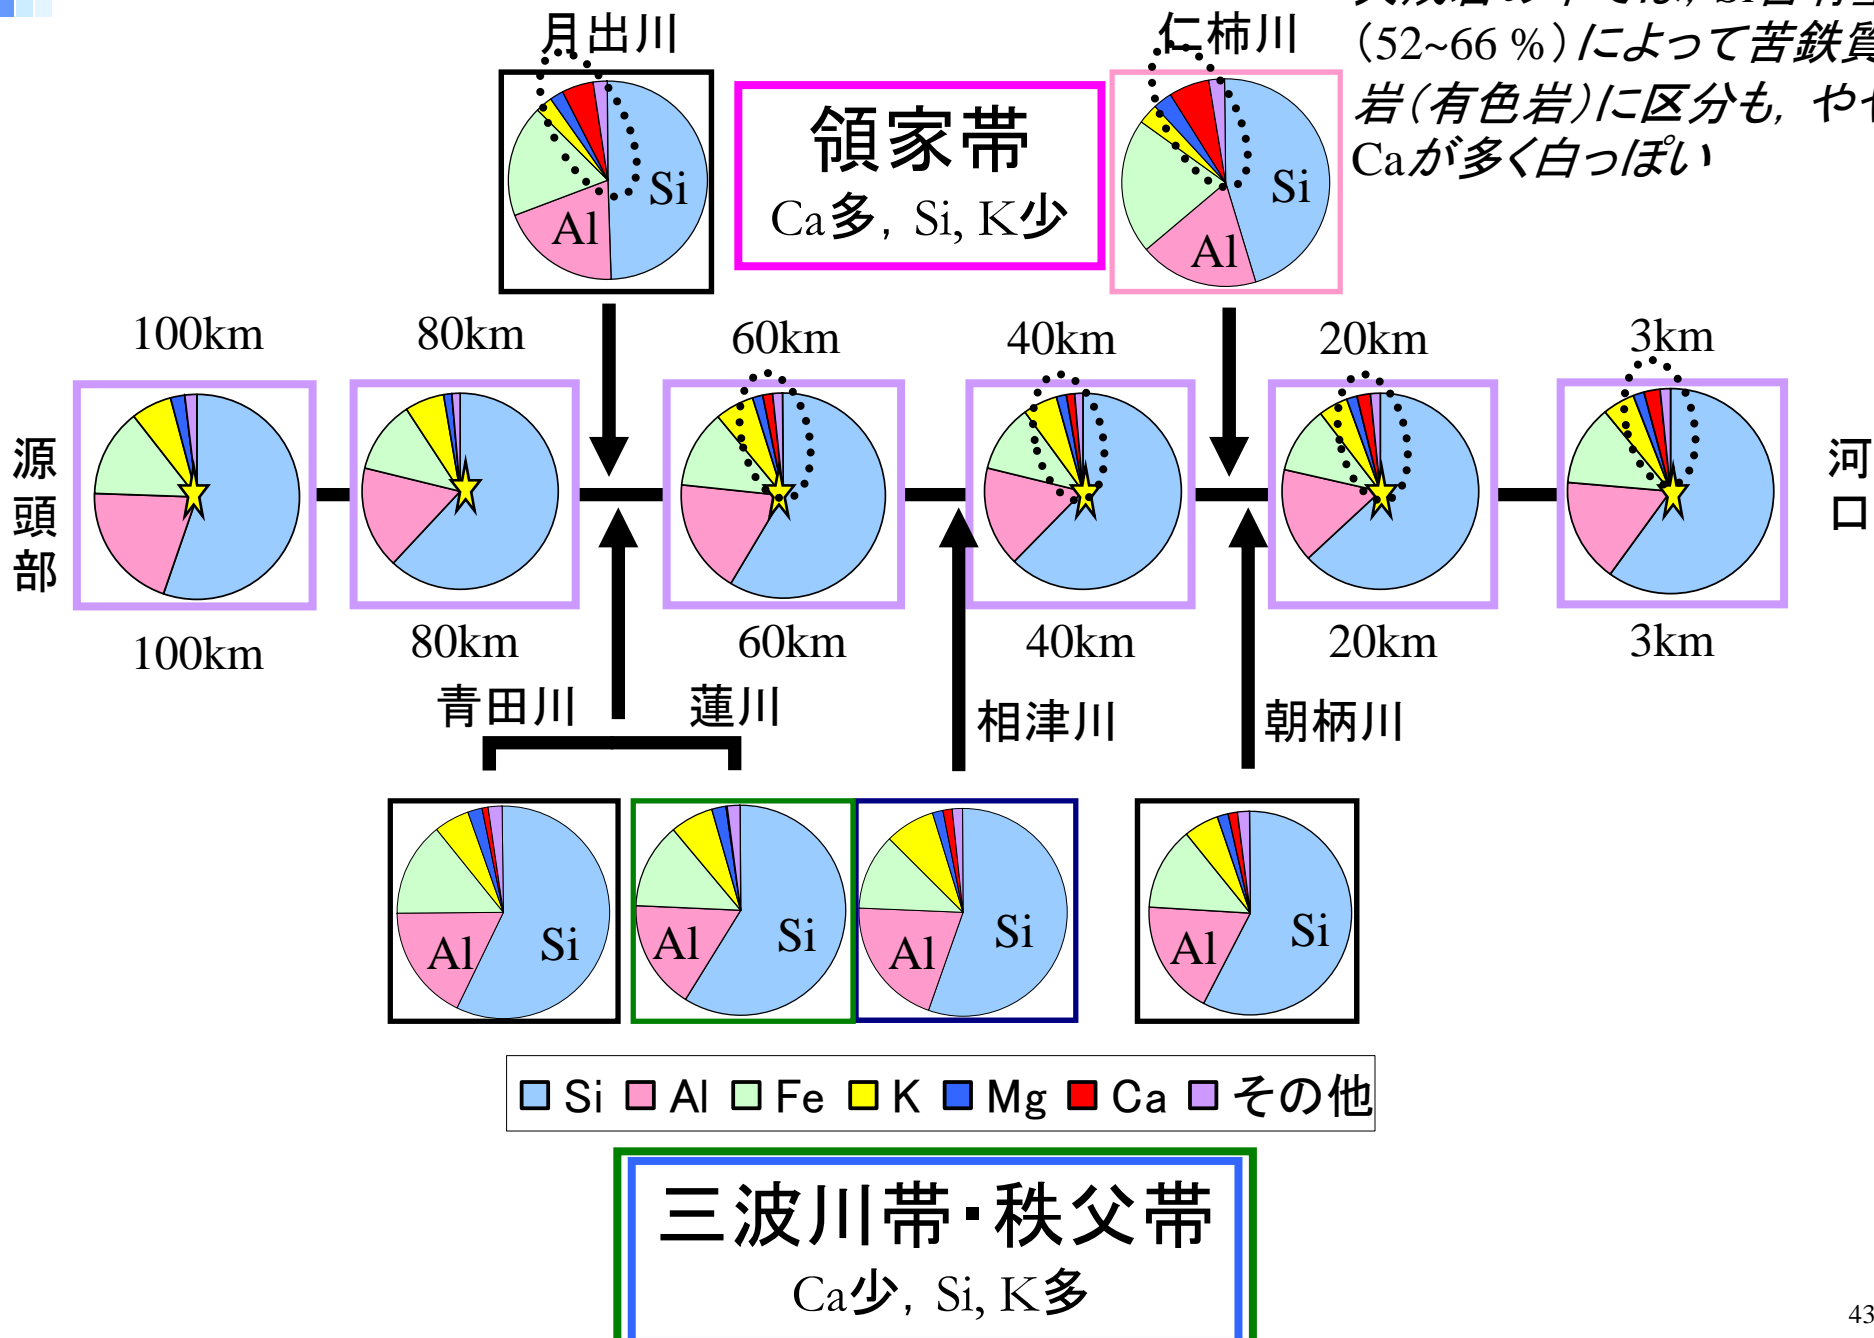 月出川
仁柿川
(52~66 %)によって苦鉄質
岩(有色岩)に区分も, やや
Caが多く白っぽい
領家帯
Ca多, Si, K少
Si
Al
Si
Al
100km
80km
60km
40km
20km
3km
源頭部
河口
100km
80km
60km
40km
20km
3km
青田川
蓮川
相津川
朝柄川
Al
Si
Al
Si
Al
Si
Al
Si
Si Al Fe K Mg Ca その他
三波川帯・秩父帯
Ca少, Si, K多
43